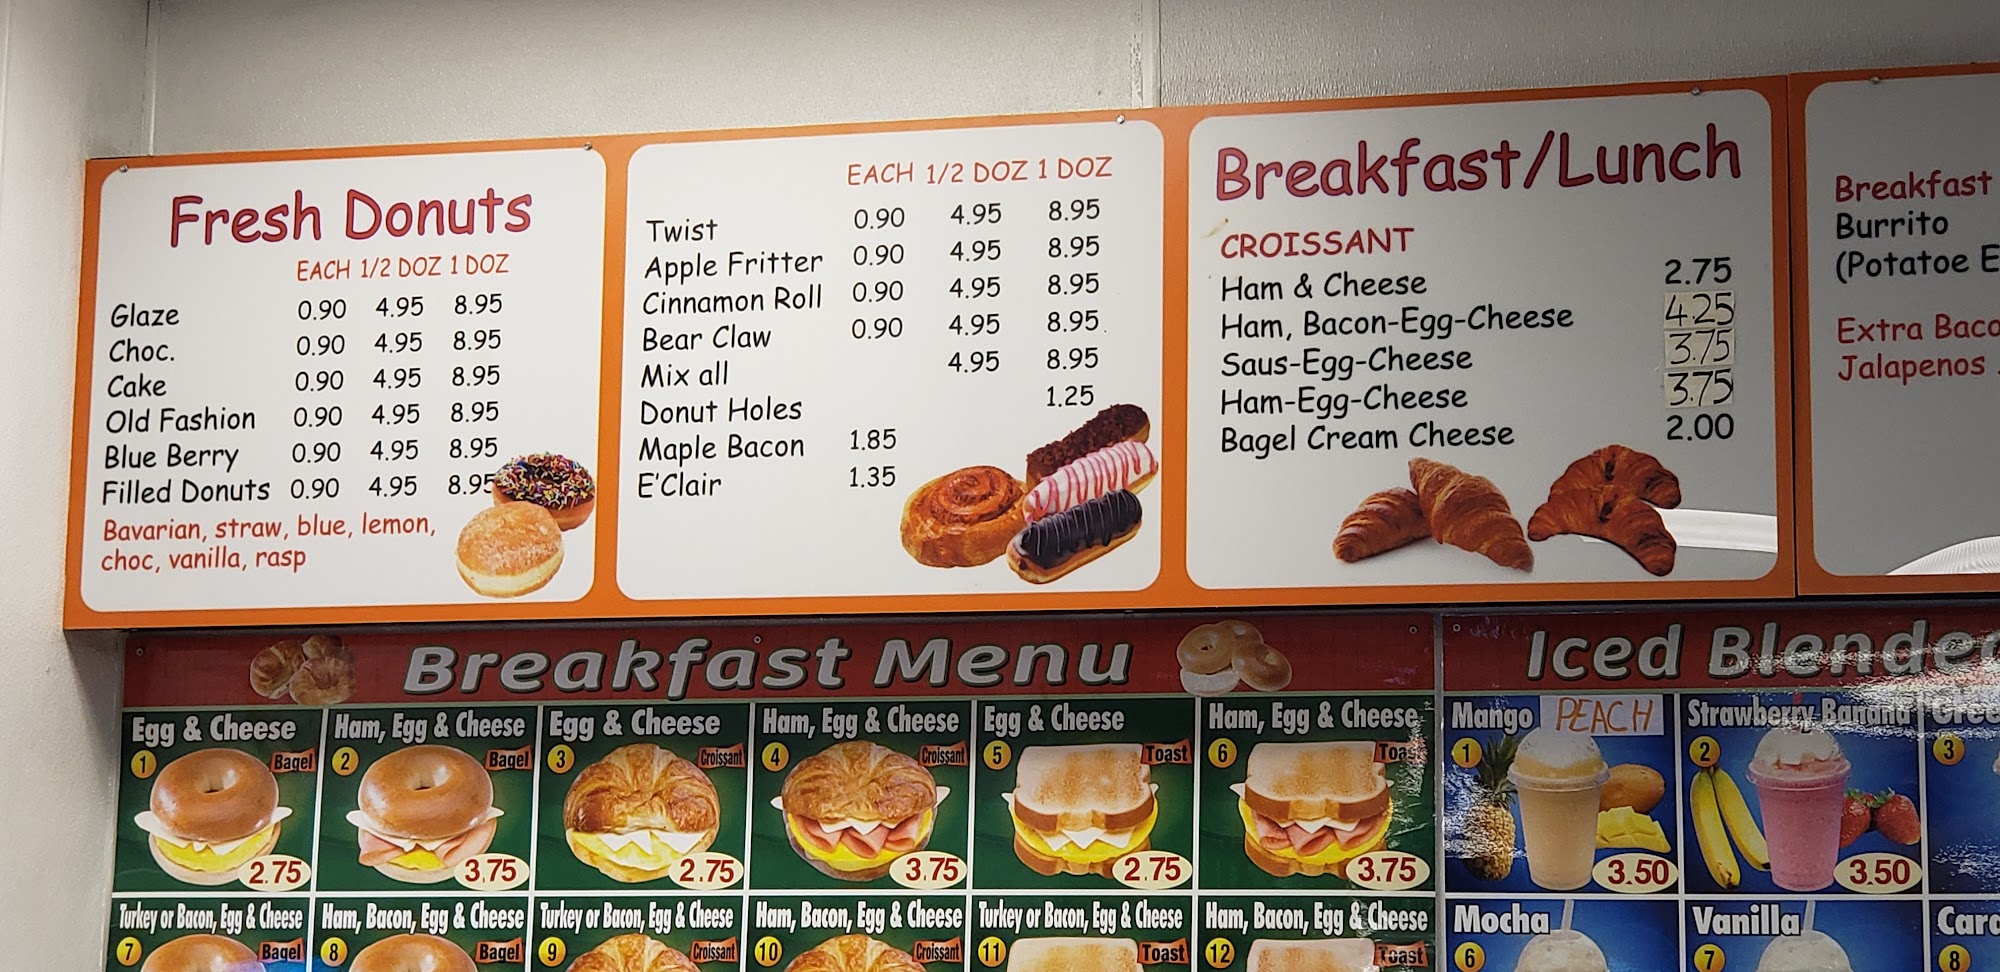 Fresh Donuts
EACH 1/2 DOZ 1 DOZ
Glaze 0.90 4.95 8.95
Choc. 0.90 4.95 8.95
Cake 0.90 4.95 8.95
Old Fashion 0.90 4.95 8.95
Blue Berry 0.90 4.95 8.95
Filled Donuts 0.90 4.95 8.95
Bavarian, straw, blue, lemon,
choc, vanilla, rasp
EACH 1/2 DOZ 1 DOZ
Twist 0.90 4.95 8.95
Apple Fritter 0.90 4.95 8.95
Cinnamon Roll 0.90 4.95 8.95
Bear Claw 0.90 4.95 8.95
Mix all 4.95 8.95
Donut Holes 1.25
Maple Bacon 1.85
E'Clair 1.35
Breakfast/Lunch
CROISSANT
Ham & Cheese 2.75
Ham, Bacon-Egg-Cheese 4.25
Saus-Egg-Cheese 3.75
Ham-Egg-Cheese 3.75
Bagel Cream Cheese 2.00
Breakfast
Burrito
(Potatoe E
Extra Baco
Jalapenos .
Breakfast Menu
Egg & Cheese
1 Bagel
2.75
Ham, Egg & Cheese
2 Bagel
3.75
Egg & Cheese
3 Croissant
2.75
Ham, Egg & Cheese
4 Croissant
3.75
Egg & Cheese
5 Toast
2.75
Ham, Egg & Cheese
6 Toast
3.75
Turkey or Bacon, Egg & Cheese
7 Bagel
Ham, Bacon, Egg & Cheese
8 Bagel
Turkey or Bacon, Egg & Cheese
9 Croissant
Ham, Bacon, Egg & Cheese
10 Croissant
Turkey or Bacon, Egg & Cheese
11 Toast
Ham, Bacon, Egg & Cheese
12 Toast
Iced Blende
Mango PEACH
1
3.50
Strawberry Banana
2
3.50
3
Mocha
6
Vanilla
7
Cara
8